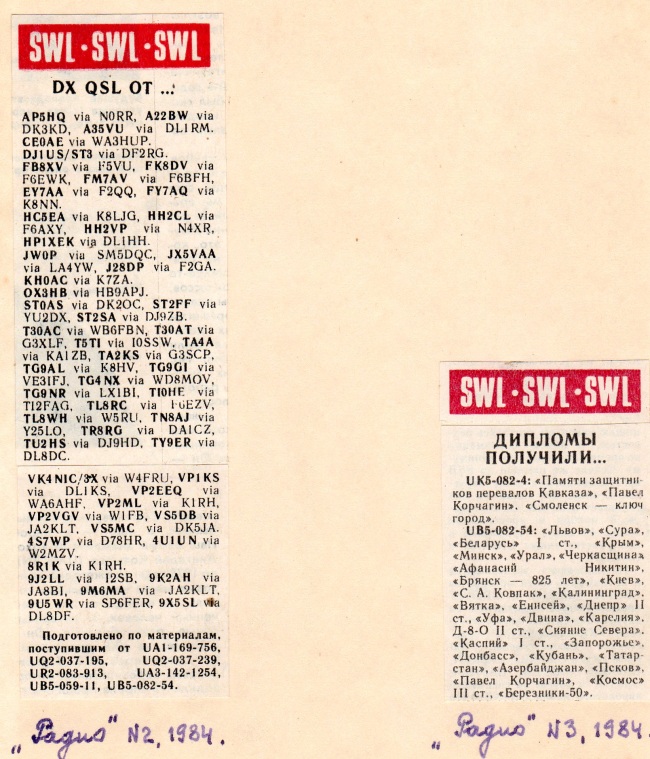 SWL·SWL·SWL
DX QSL ОТ ...
AP5HQ via N0RR, A22BW via
DK3KD, A35VU via DL1RM.
CE0AE via WA3HUP.
DJ1US/ST3 via DF2RG.
FB8XV via F5VU, FK8DV via
F6EWK, FM7AV via F6BFH,
EY7AA via F2QQ, FY7AQ via
K8NN.
HC5EA via K8LJG, HH2CL via
F6AXY, HH2VP via N4XR,
HP1XEK via DL1HH.
JW0P via SM5DQC, JX5VAA
via LA4YW, J28DP via F2GA.
KH0AC via K7ZA.
OX3HB via HB9APJ.
ST0AS via DK2OC, ST2FF via
YU2DX, ST2SA via DJ9ZB.
T30AC via WB6FBN, T30AT via
G3XLF, T5TI via I0SSW, TA4A
via KA1ZB, TA2KS via G3SCP,
TG9AL via K8HV, TG9GI via
VE3IFJ, TG4NX via WD8MOV,
TG9NR via LX1BI, TI0HE via
TI2FAG, TL8RC via F6EZV,
TL8WH via W5RU, TN8AJ via
Y25LO, TR8RG via DA1CZ,
TU2HS via DJ9HD, TY9ER via
DL8DC.
VK4NIC/3X via W4FRU, VP1KS
via DL1KS, VP2EEQ via
WA6AHF, VP2ML via K1RH,
VP2VGV via W1FB, VS5DB via
JA2KLT, VS5MC via DK5JA.
4S7WP via D78HR, 4U1UN via
W2MZV.
8R1K via K1RH.
9J2LL via I2SB, 9K2AH via
JA8BI, 9M6MA via JA2KLT,
9U5WR via SP6FER, 9X5SL via
DL8DF.
Подготовлено по материалам,
поступившим от UA1-169-756,
UQ2-037-195, UQ2-037-239,
UR2-083-913, UA3-142-1254,
UB5-059-11, UB5-082-54.
„Радио" N2, 1984.
SWL·SWL·SWL
ДИПЛОМЫ
ПОЛУЧИЛИ...
UK5-082-4: «Памяти защитни-
ков перевалов Кавказа», «Павел
Корчагин». «Смоленск — ключ
город».
UB5-082-54: «Львов», «Сура»,
«Беларусь» I ст., «Крым»,
«Минск», «Урал», «Черкасщина»
«Афанасий Никитин»,
«Брянск — 825 лет», «Киев»,
«С. А. Ковпак», «Калининград»,
«Вятка», «Енисей», «Днепр» II
ст., «Уфа», «Двина», «Карелия».
Д-8-О II ст., «Сияние Севера»,
«Каспий» I ст., «Запорожье»,
«Донбасс», «Кубань», «Татар-
стан», «Азербайджан», «Псков».
«Павел Корчагин», «Космос»
III ст., «Березники-50».
„Радио" N3, 1984.